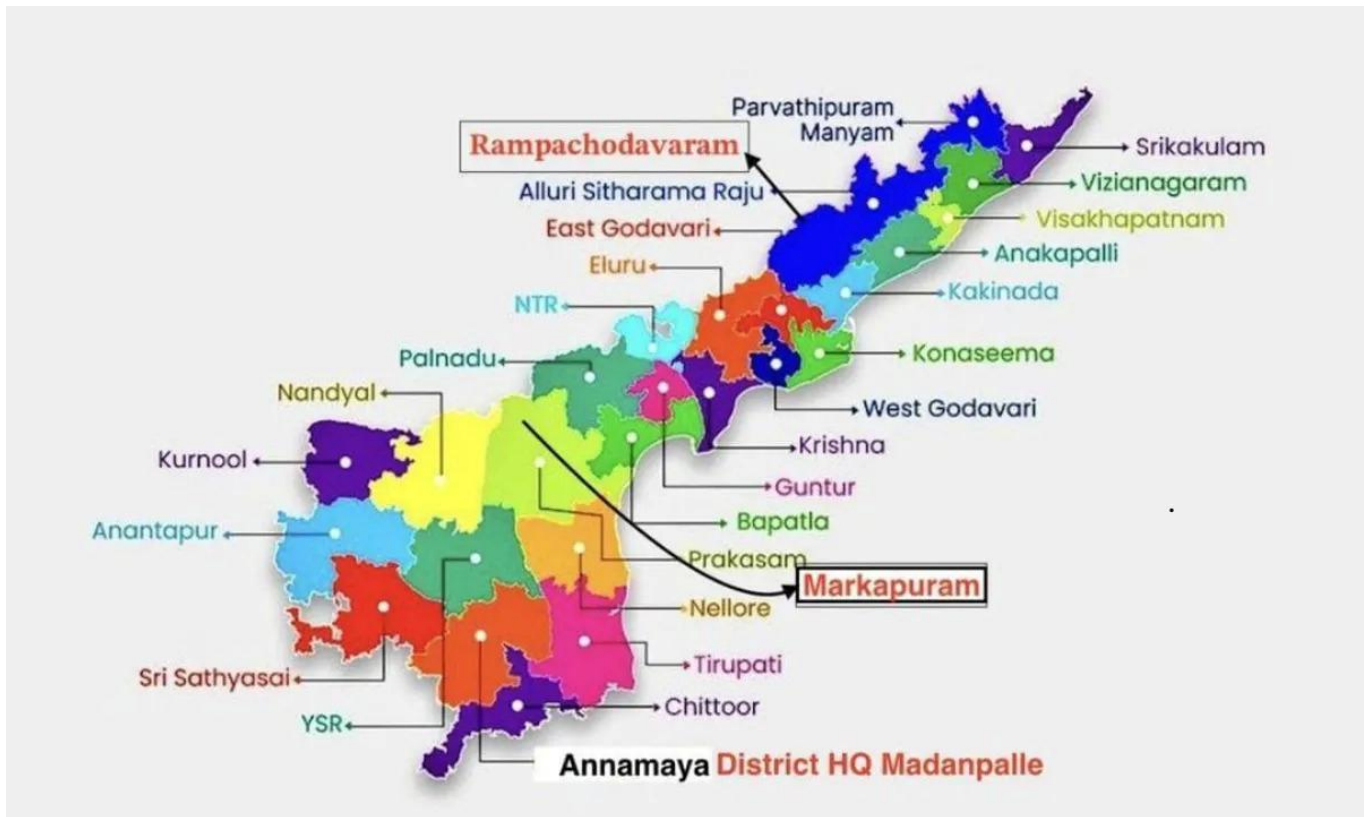 Parvathipuram
Manyam
Rampachodavaram
Srikakulam
Alluri Sitharama Raju
Vizianagaram
East Godavari
Visakhapatnam
Eluru
Anakapalli
NTR
Kakinada
Palnadu
Konaseema
Nandyal
West Godavari
Kurnool
Krishna
Guntur
Anantapur
Bapatla
Prakasam
Markapuram
Nellore
Sri Sathyasai
Tirupati
YSR
Chittoor
Annamaya District HQ Madanpalle